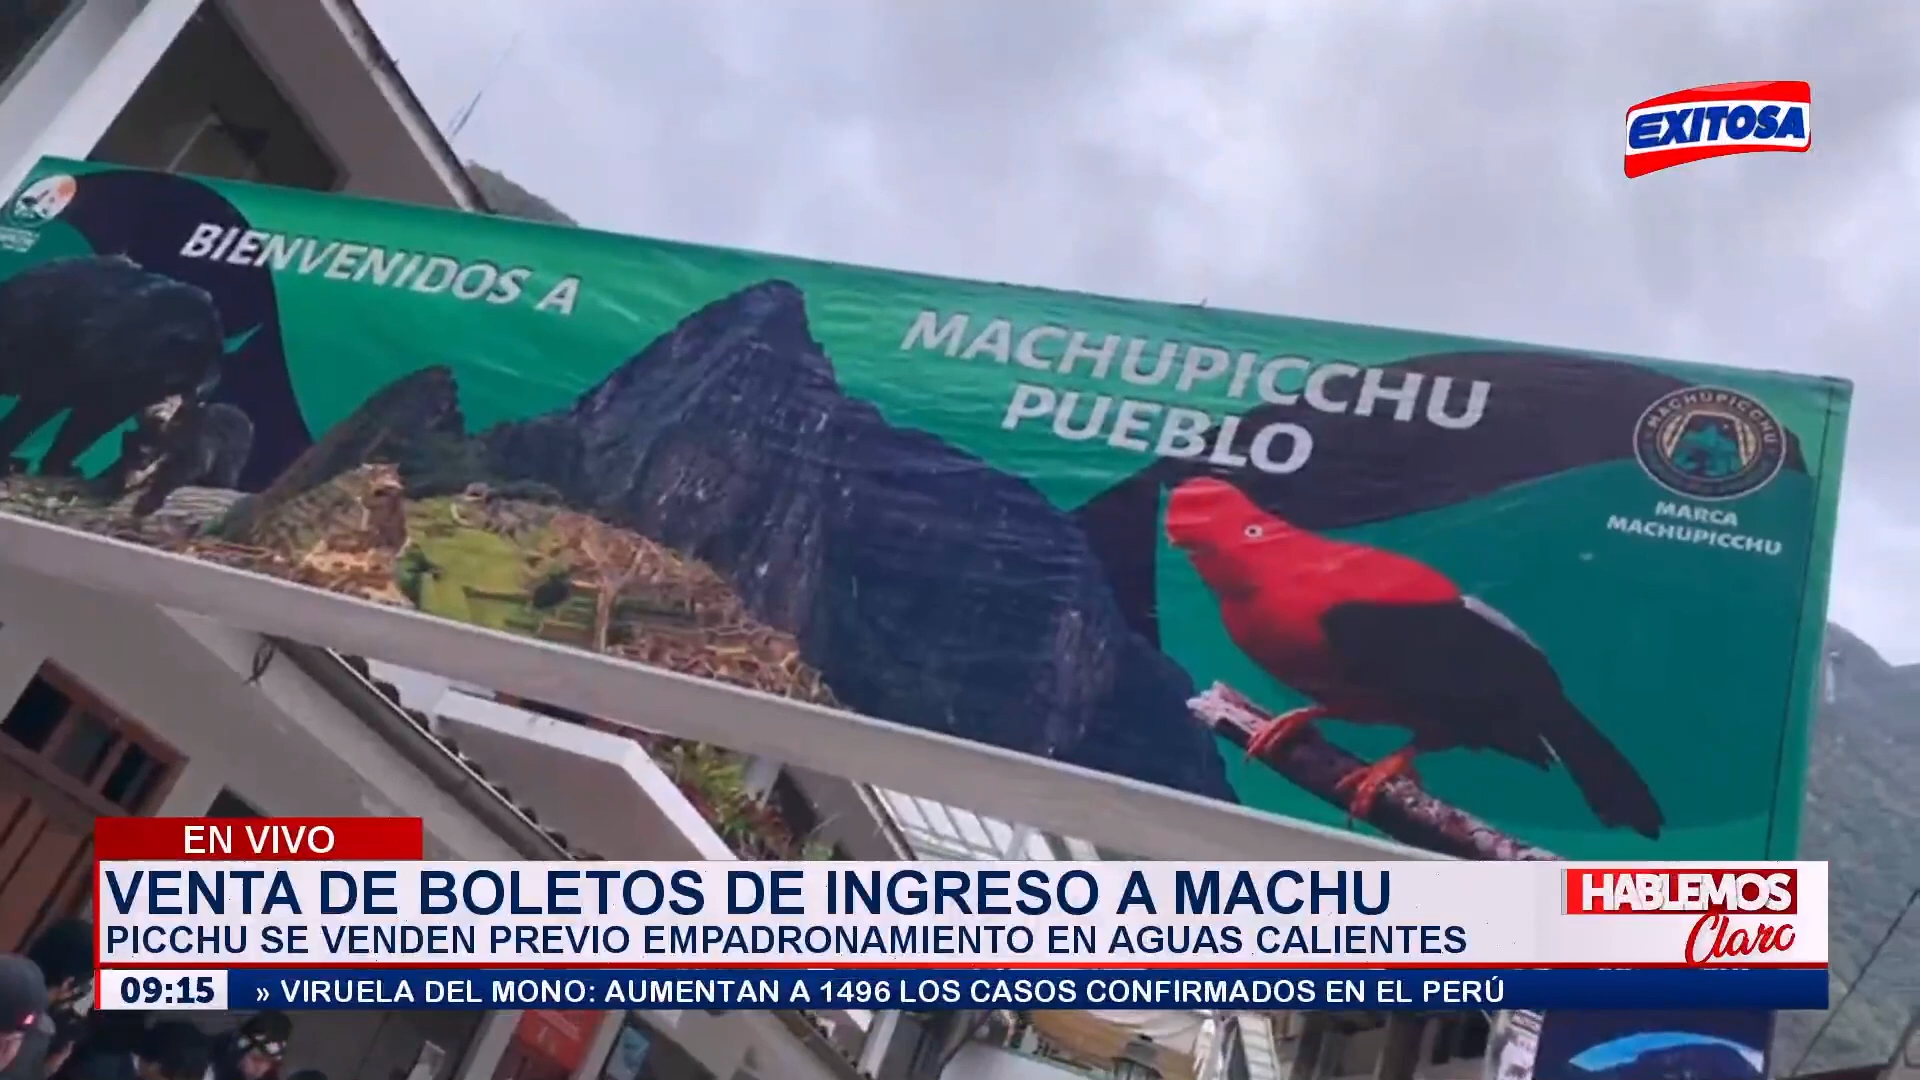 EXITOSA
BIENVENIDOS A
MACHUPICCHU
PUEBLO
MACHUPICCHU
MARCA
MACHUPICCHU
EN VIVO
VENTA DE BOLETOS DE INGRESO A MACHU
PICCHU SE VENDEN PREVIO EMPADRONAMIENTO EN AGUAS CALIENTES
HABLEMOS
Claro
09:15
» VIRUELA DEL MONO: AUMENTAN A 1496 LOS CASOS CONFIRMADOS EN EL PERÚ